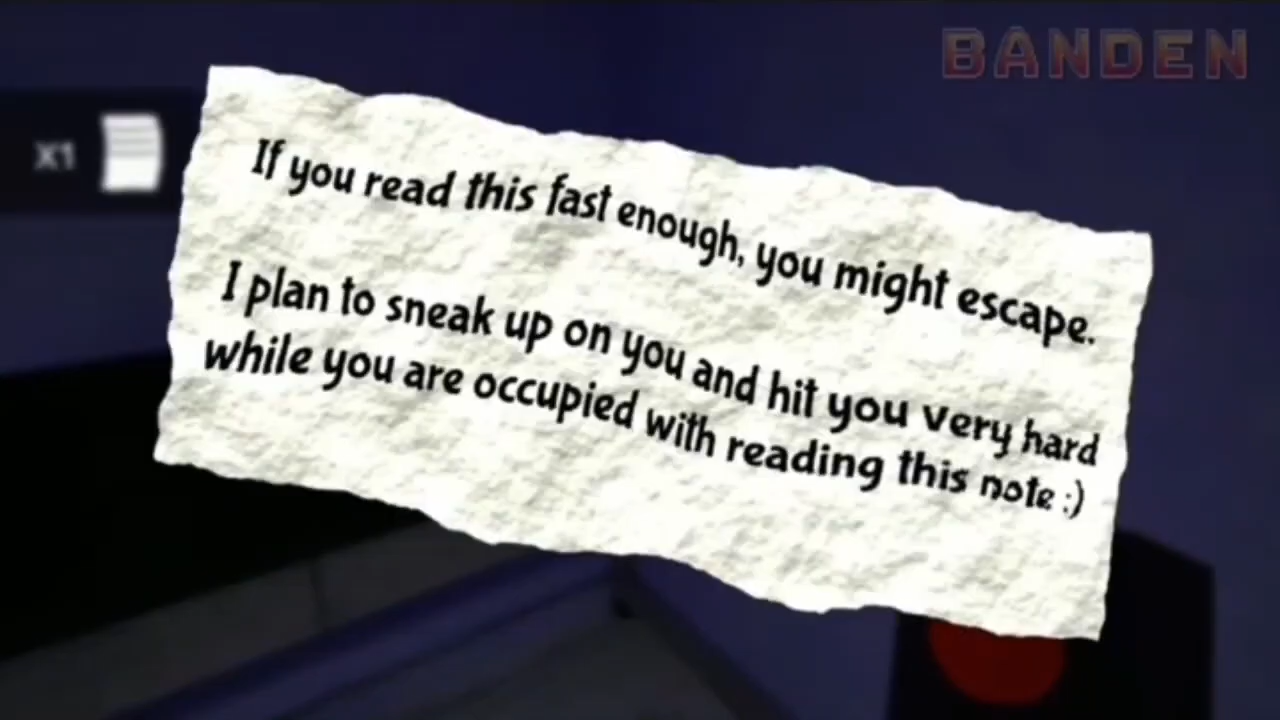 BANDEN
X1
If you read this fast enough, you might escape.
I plan to sneak up on you and hit you very hard
while you are occupied with reading this note :)